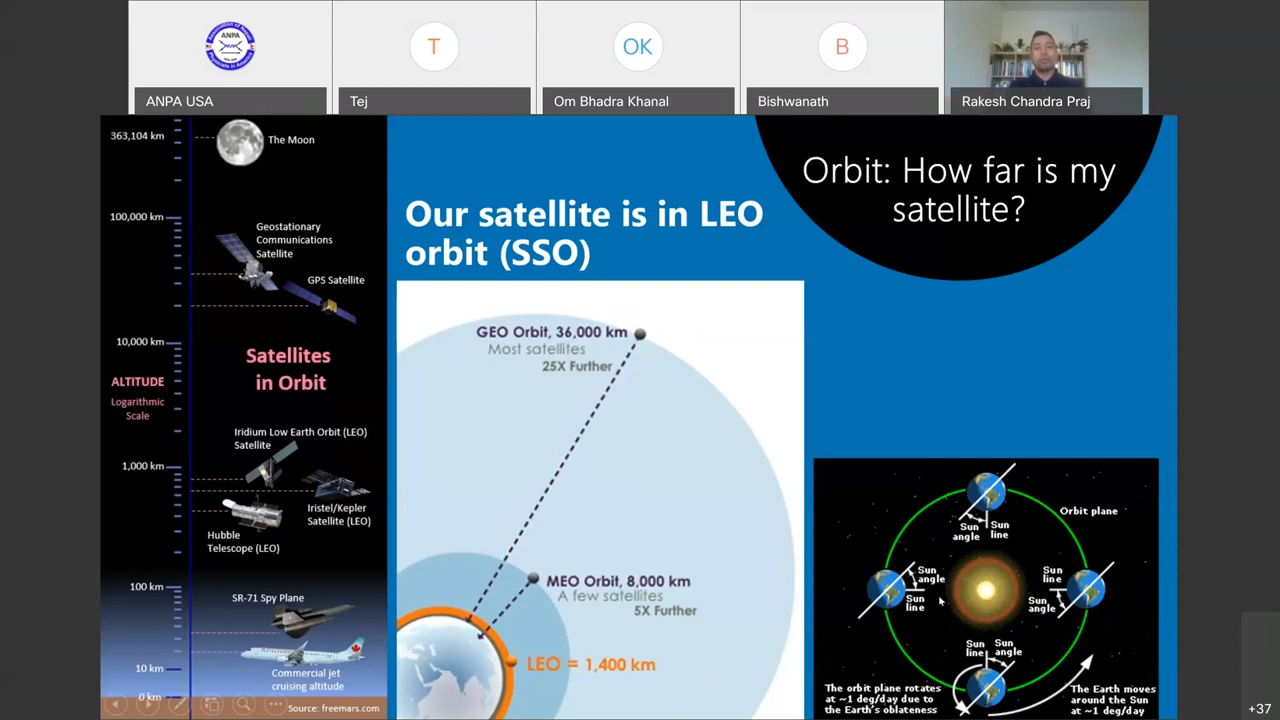 ANPA
T
OK
B
ANPA USA
Tej
Om Bhadra Khanal
Bishwanath
Rakesh Chandra Praj
363,104 km
The Moon
100,000 km
Geostationary
Communications
Satellite
GPS Satellite
10,000 km
Satellites
in Orbit
ALTITUDE
Logarithmic
Scale
Iridium Low Earth Orbit (LEO)
Satellite
1,000 km
Iristel/Kepler
Satellite (LEO)
Hubble
Telescope (LEO)
100 km
SR-71 Spy Plane
10 km
Commercial jet
cruising altitude
0 km
Source: freemars.com
Our satellite is in LEO
orbit (SSO)
GEO Orbit, 36,000 km
Most satellites
25X Further
MEO Orbit, 8,000 km
A few satellites
5X Further
LEO = 1,400 km
Orbit: How far is my
satellite?
Orbit plane
Sun
angle
Sun
line
Sun
angle
Sun
line
Sun
line
Sun
angle
Sun
line
Sun
angle
The orbit plane rotates
at ~1 deg/day due to
the Earth's oblateness
The Earth moves
around the Sun
at ~1 deg/day
+37